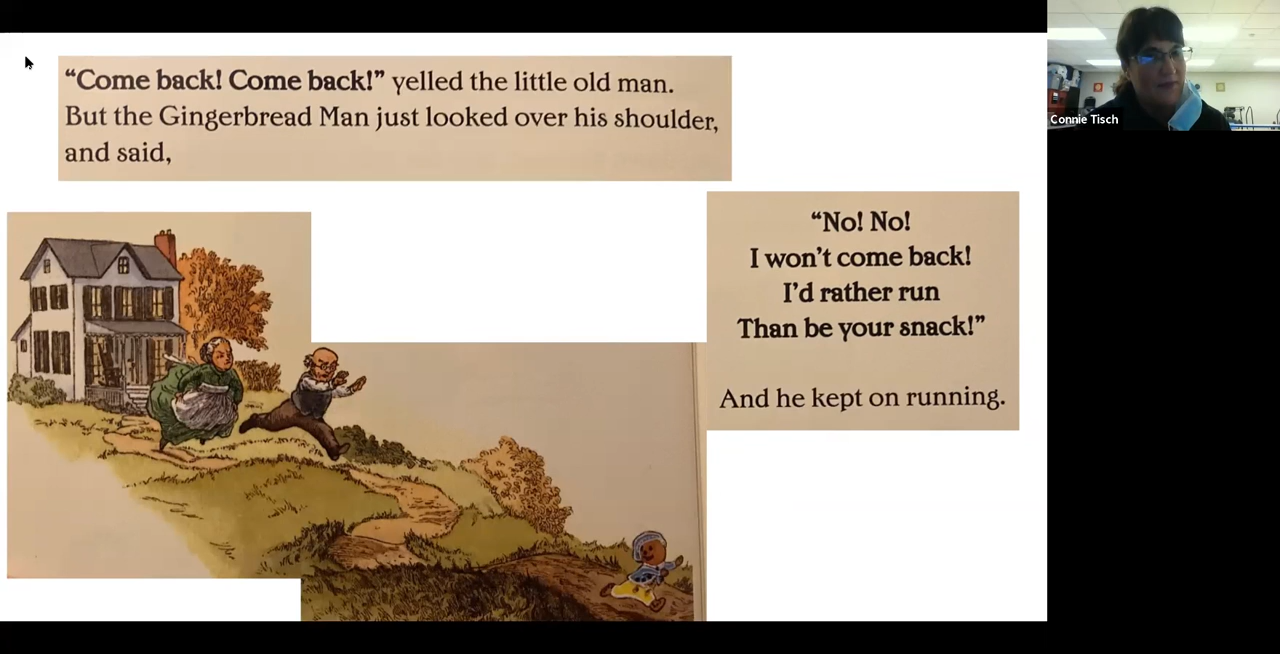 “Come back! Come back!” yelled the little old man.
But the Gingerbread Man just looked over his shoulder,
and said,
“No! No!
I won’t come back!
I’d rather run
Than be your snack!”
And he kept on running.
Connie Tisch